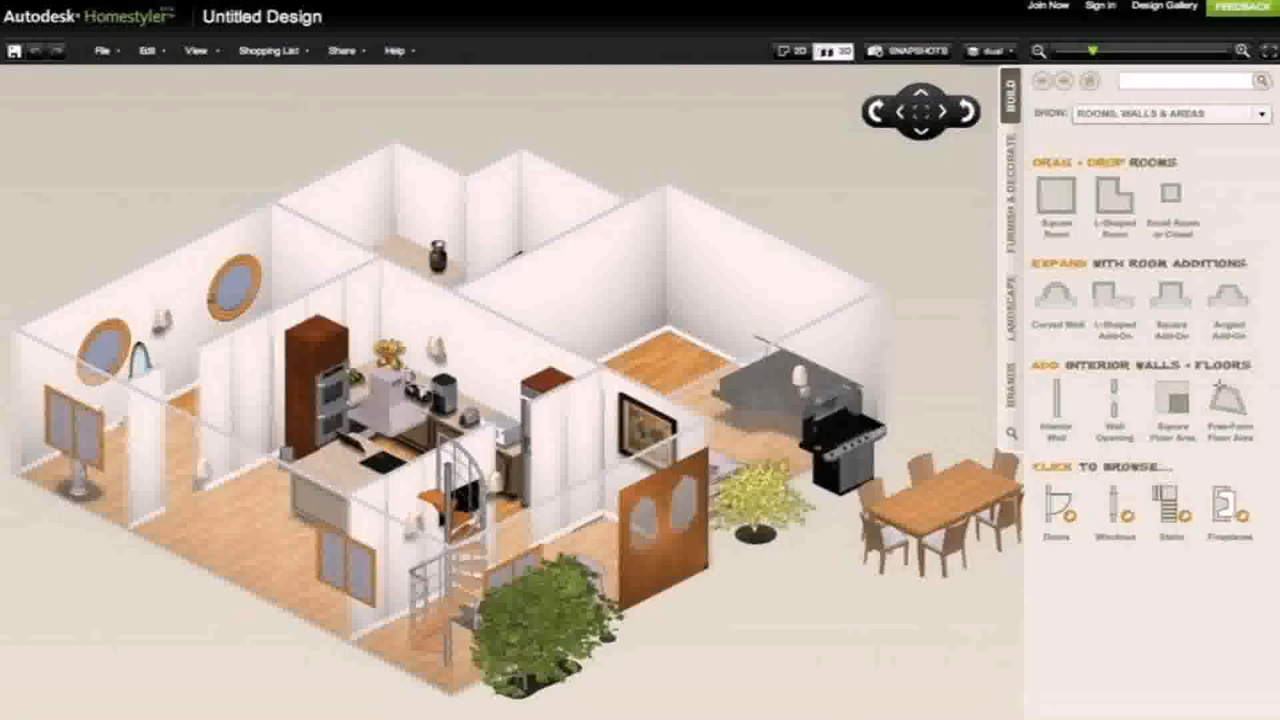 Autodesk Homestyler BETA
Untitled Design
Join Now Sign In Design Gallery FEEDBACK
File Edit View Shopping List Share Help
2D 3D SNAPSHOTS dual
BUILD
FURNISH & DECORATE
LANDSCAPE
BRANDS
SHOW: ROOMS, WALLS & AREAS
DRAG + DROP ROOMS
Square Room
L-Shaped Room
Small Room or Closet
EXPAND WITH ROOM ADDITIONS
Curved Wall
L-Shaped Add-On
Square Add-On
Angled Add-On
ADD INTERIOR WALLS + FLOORS
Interior Wall
Wall Opening
Square Floor Area
Free-Form Floor Area
CLICK TO BROWSE...
Doors Windows Stairs Fireplaces